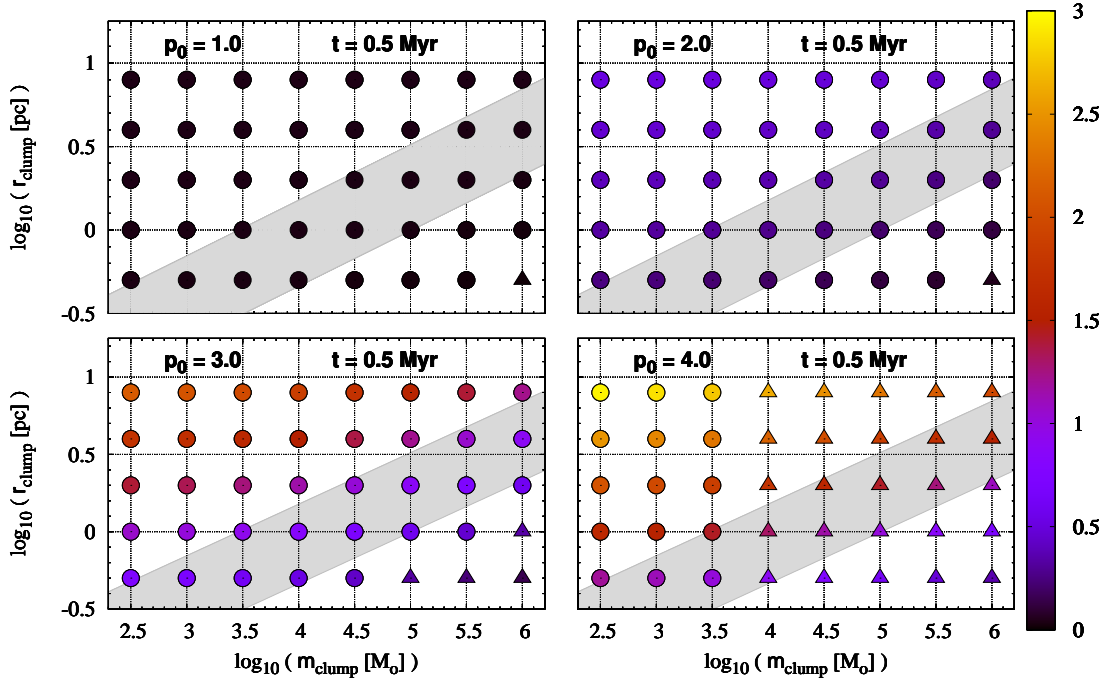 p0 = 1.0 t = 0.5 Myr
p0 = 2.0 t = 0.5 Myr
3
2.5
2
1.5
1
0.5
0
log10 ( rclump [pc] )
1
0.5
0
-0.5
p0 = 3.0 t = 0.5 Myr
p0 = 4.0 t = 0.5 Myr
log10 ( rclump [pc] )
1
0.5
0
-0.5
2.5 3 3.5 4 4.5 5 5.5 6
2.5 3 3.5 4 4.5 5 5.5 6
log10 ( mclump [Mo] )
log10 ( mclump [Mo] )